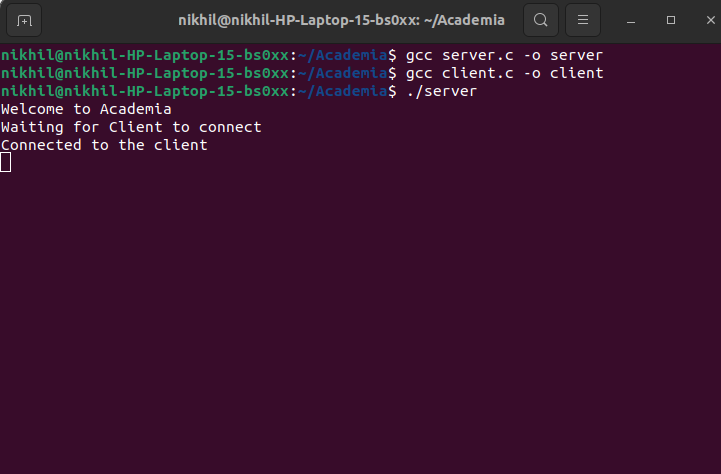 nikhil@nikhil-HP-Laptop-15-bs0xx: ~/Academia
nikhil@nikhil-HP-Laptop-15-bs0xx:~/Academia$ gcc server.c -o server
nikhil@nikhil-HP-Laptop-15-bs0xx:~/Academia$ gcc client.c -o client
nikhil@nikhil-HP-Laptop-15-bs0xx:~/Academia$ ./server
Welcome to Academia
Waiting for Client to connect
Connected to the client